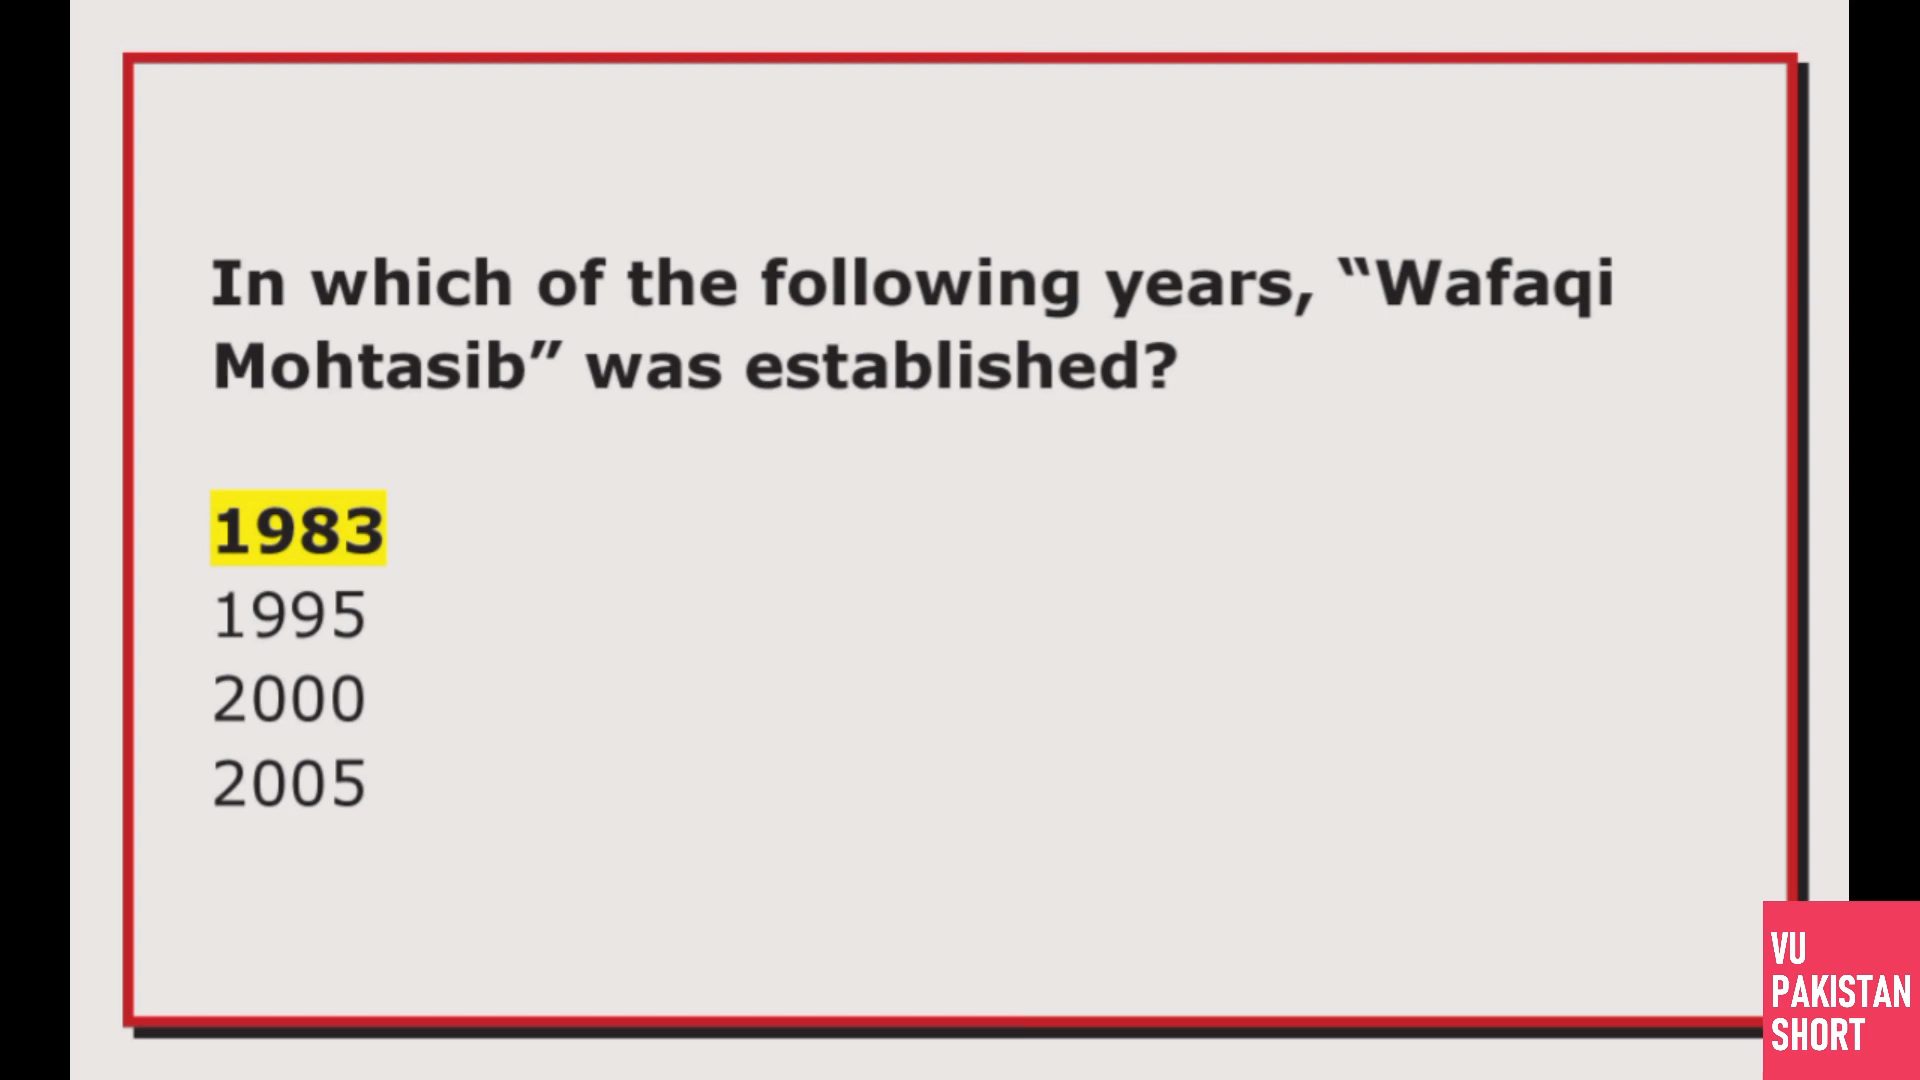 In which of the following years, “Wafaqi
Mohtasib” was established?
1983
1995
2000
2005
VU
PAKISTAN
SHORT